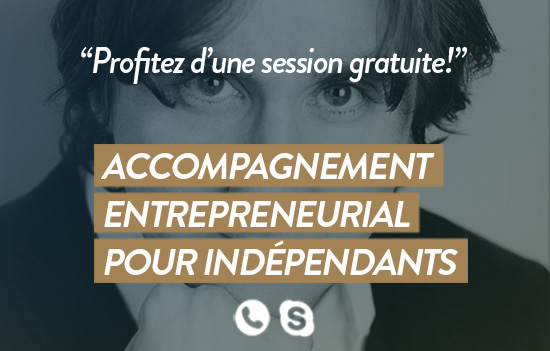 “Profitez d’une session gratuite!”
ACCOMPAGNEMENT
ENTREPRENEURIAL
POUR INDÉPENDANTS